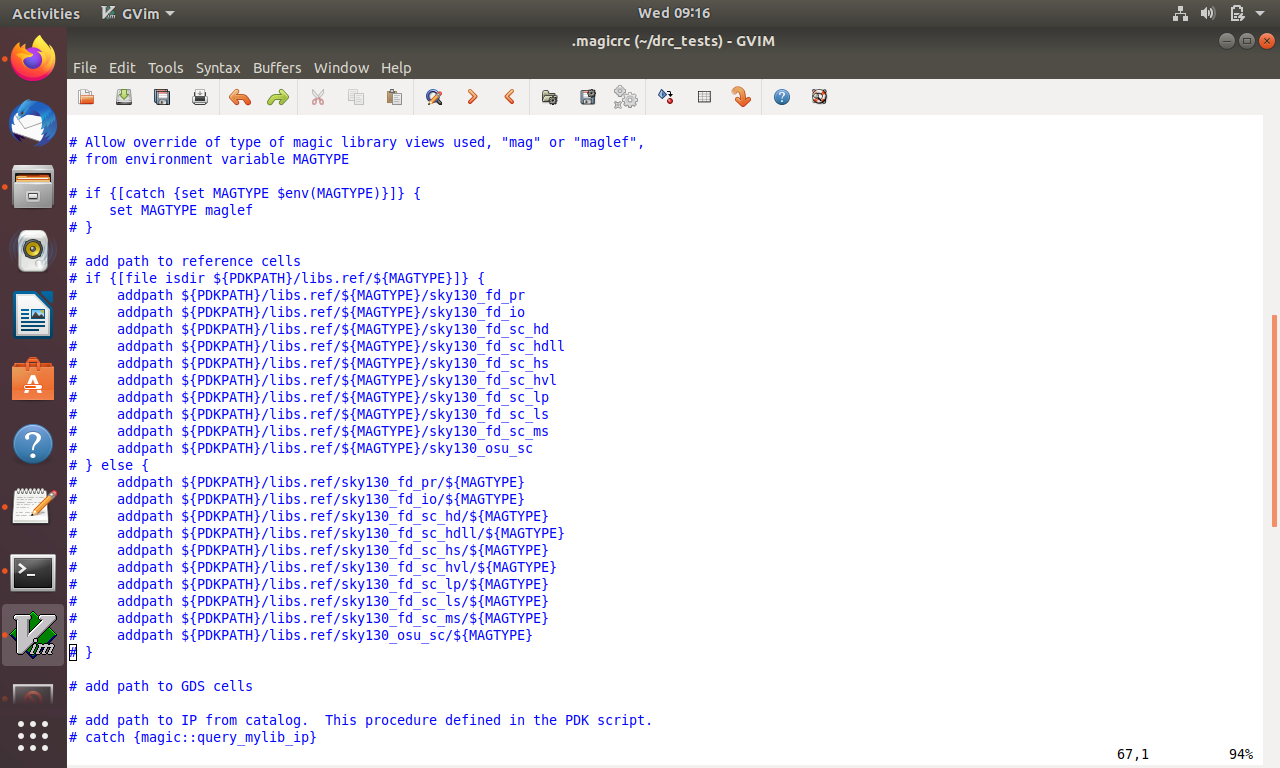 Activities GVim Wed 09:16
.magicrc (~/drc_tests) - GVIM
File Edit Tools Syntax Buffers Window Help
# Allow override of type of magic library views used, "mag" or "maglef",
# from environment variable MAGTYPE
# if {[catch {set MAGTYPE $env(MAGTYPE)}]} {
#    set MAGTYPE maglef
# }
# add path to reference cells
# if {[file isdir ${PDKPATH}/libs.ref/${MAGTYPE}]} {
#     addpath ${PDKPATH}/libs.ref/${MAGTYPE}/sky130_fd_pr
#     addpath ${PDKPATH}/libs.ref/${MAGTYPE}/sky130_fd_io
#     addpath ${PDKPATH}/libs.ref/${MAGTYPE}/sky130_fd_sc_hd
#     addpath ${PDKPATH}/libs.ref/${MAGTYPE}/sky130_fd_sc_hdll
#     addpath ${PDKPATH}/libs.ref/${MAGTYPE}/sky130_fd_sc_hs
#     addpath ${PDKPATH}/libs.ref/${MAGTYPE}/sky130_fd_sc_hvl
#     addpath ${PDKPATH}/libs.ref/${MAGTYPE}/sky130_fd_sc_lp
#     addpath ${PDKPATH}/libs.ref/${MAGTYPE}/sky130_fd_sc_ls
#     addpath ${PDKPATH}/libs.ref/${MAGTYPE}/sky130_fd_sc_ms
#     addpath ${PDKPATH}/libs.ref/${MAGTYPE}/sky130_osu_sc
# } else {
#     addpath ${PDKPATH}/libs.ref/sky130_fd_pr/${MAGTYPE}
#     addpath ${PDKPATH}/libs.ref/sky130_fd_io/${MAGTYPE}
#     addpath ${PDKPATH}/libs.ref/sky130_fd_sc_hd/${MAGTYPE}
#     addpath ${PDKPATH}/libs.ref/sky130_fd_sc_hdll/${MAGTYPE}
#     addpath ${PDKPATH}/libs.ref/sky130_fd_sc_hs/${MAGTYPE}
#     addpath ${PDKPATH}/libs.ref/sky130_fd_sc_hvl/${MAGTYPE}
#     addpath ${PDKPATH}/libs.ref/sky130_fd_sc_lp/${MAGTYPE}
#     addpath ${PDKPATH}/libs.ref/sky130_fd_sc_ls/${MAGTYPE}
#     addpath ${PDKPATH}/libs.ref/sky130_fd_sc_ms/${MAGTYPE}
#     addpath ${PDKPATH}/libs.ref/sky130_osu_sc/${MAGTYPE}
# }
# add path to GDS cells
# add path to IP from catalog.  This procedure defined in the PDK script.
# catch {magic::query_mylib_ip}
67,1 94%